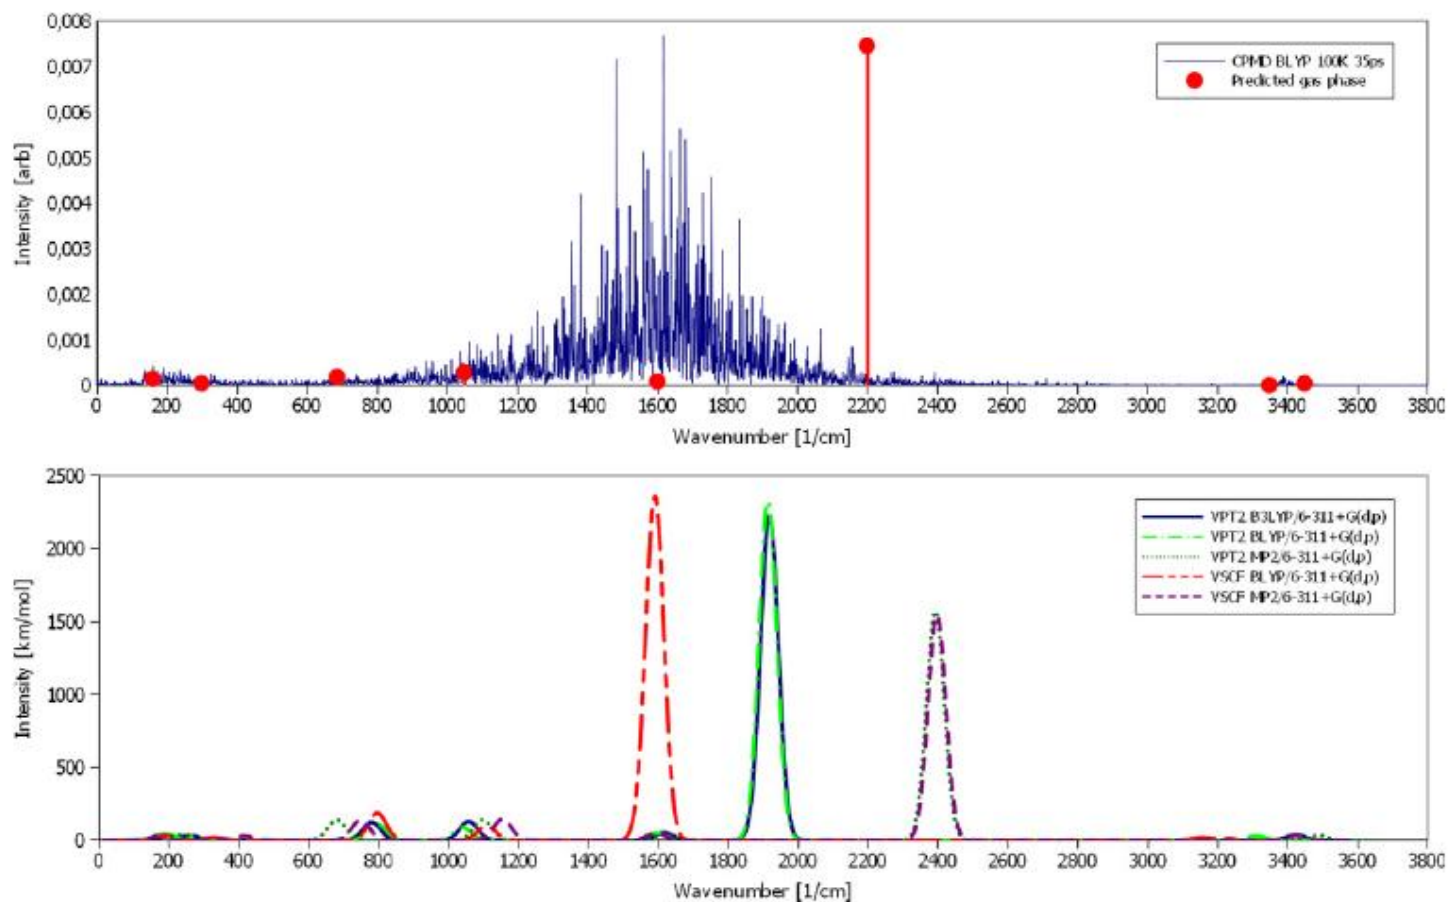 0,008
0,007
0,006
0,005
0,004
0,003
0,002
0,001
0
Intensity [arb]
CPMD BLYP 100K 35ps
Predicted gas phase
0 200 400 600 800 1000 1200 1400 1600 1800 2000 2200 2400 2600 2800 3000 3200 3400 3600 3800
Wavenumber [1/cm]
2500
2000
1500
1000
500
0
Intensity [km/mol]
VPT2 B3LYP/6-311+G(d,p)
VPT2 BLYP/6-311+G(d,p)
VPT2 MP2/6-311+G(d,p)
VSCF BLYP/6-311+G(d,p)
VSCF MP2/6-311+G(d,p)
0 200 400 600 800 1000 1200 1400 1600 1800 2000 2200 2400 2600 2800 3000 3200 3400 3600 3800
Wavenumber [1/cm]